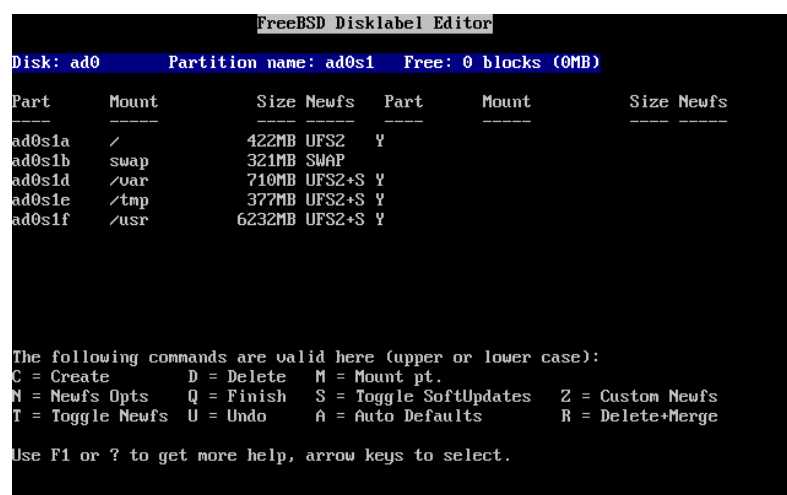 FreeBSD Disklabel Editor
Disk: ad0 Partition name: ad0s1 Free: 0 blocks (0MB)
Part Mount Size Newfs Part Mount Size Newfs
---- ----- ---- ----- ---- ----- ---- -----
ad0s1a / 422MB UFS2 Y
ad0s1b swap 321MB SWAP
ad0s1d /var 710MB UFS2+S Y
ad0s1e /tmp 377MB UFS2+S Y
ad0s1f /usr 6232MB UFS2+S Y
The following commands are valid here (upper or lower case):
C = Create D = Delete M = Mount pt.
N = Newfs Opts Q = Finish S = Toggle SoftUpdates Z = Custom Newfs
T = Toggle Newfs U = Undo A = Auto Defaults R = Delete+Merge
Use F1 or ? to get more help, arrow keys to select.